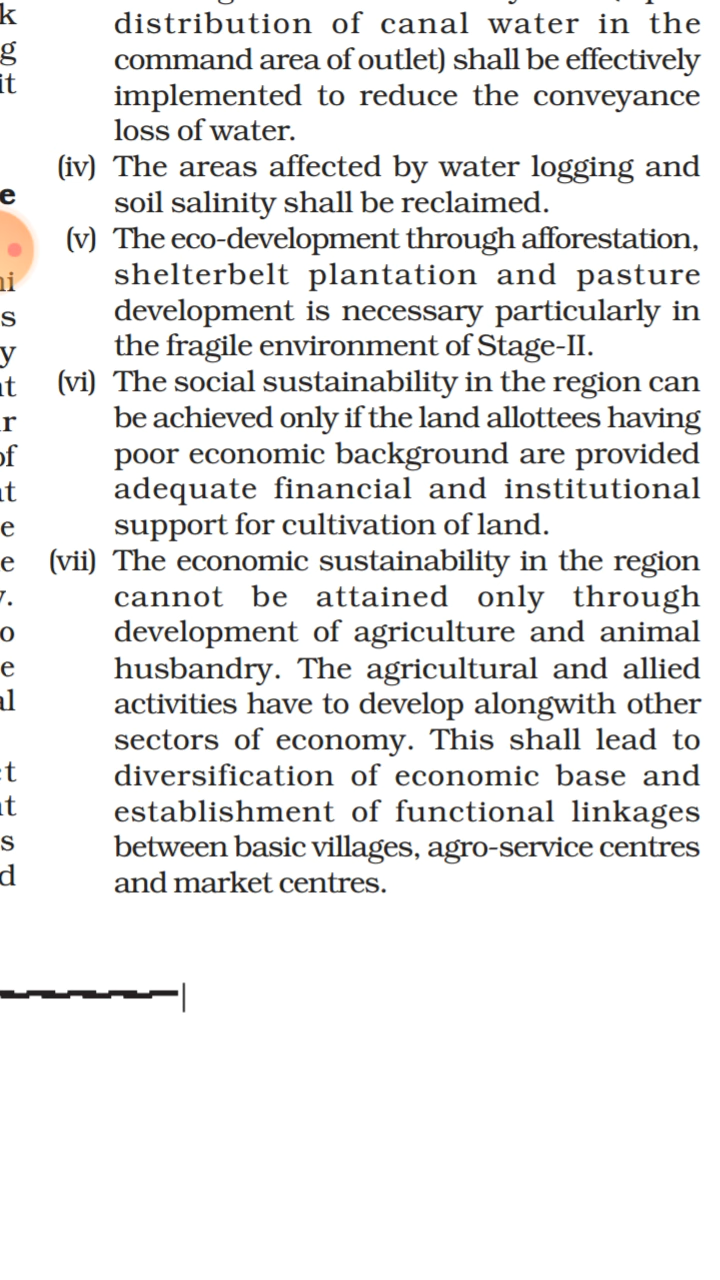 k
g
it
e
ni
s
y
at
r
of
at
e
e
y.
o
e
al
t
at
s
d
distribution of canal water in the
command area of outlet) shall be effectively
implemented to reduce the conveyance
loss of water.
(iv) The areas affected by water logging and
soil salinity shall be reclaimed.
(v) The eco-development through afforestation,
shelterbelt plantation and pasture
development is necessary particularly in
the fragile environment of Stage-II.
(vi) The social sustainability in the region can
be achieved only if the land allottees having
poor economic background are provided
adequate financial and institutional
support for cultivation of land.
(vii) The economic sustainability in the region
cannot be attained only through
development of agriculture and animal
husbandry. The agricultural and allied
activities have to develop alongwith other
sectors of economy. This shall lead to
diversification of economic base and
establishment of functional linkages
between basic villages, agro-service centres
and market centres.